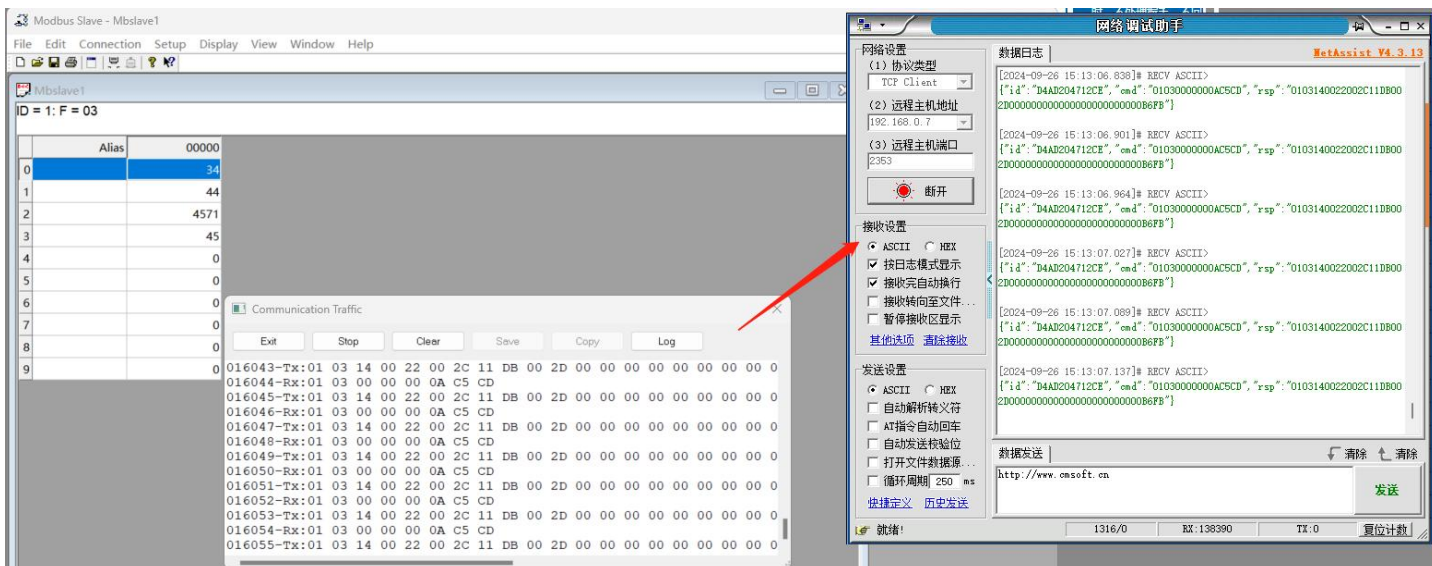 Modbus Slave - Mbslave1
File Edit Connection Setup Display View Window Help
Mbslave1
ID = 1: F = 03
Alias 00000
0 34
1 44
2 4571
3 45
4 0
5 0
6 0
7 0
8 0
9 0
Communication Traffic
Exit Stop Clear Save Copy Log
016043-Tx:01 03 14 00 22 00 2C 11 DB 00 2D 00 00 00 00 00 00 0
016044-Rx:01 03 00 00 00 0A C5 CD
016045-Tx:01 03 14 00 22 00 2C 11 DB 00 2D 00 00 00 00 00 00 0
016046-Rx:01 03 00 00 00 0A C5 CD
016047-Tx:01 03 14 00 22 00 2C 11 DB 00 2D 00 00 00 00 00 00 0
016048-Rx:01 03 00 00 00 0A C5 CD
016049-Tx:01 03 14 00 22 00 2C 11 DB 00 2D 00 00 00 00 00 00 0
016050-Rx:01 03 00 00 00 0A C5 CD
016051-Tx:01 03 14 00 22 00 2C 11 DB 00 2D 00 00 00 00 00 00 0
016052-Rx:01 03 00 00 00 0A C5 CD
016053-Tx:01 03 14 00 22 00 2C 11 DB 00 2D 00 00 00 00 00 00 0
016054-Rx:01 03 00 00 00 0A C5 CD
016055-Tx:01 03 14 00 22 00 2C 11 DB 00 2D 00 00 00 00 00 00 0
网络调试助手
网络设置
(1) 协议类型
TCP Client
(2) 远程主机地址
192.168.0.7
(3) 远程主机端口
2353
断开
接收设置
ASCII HEX
按日志模式显示
接收完自动换行
接收转向至文件...
暂停接收区显示
其他选项 清除接收
发送设置
ASCII HEX
自动解析转义符
AT指令自动回车
自动发送校验位
打开文件数据源...
循环周期 250 ms
快捷定义 历史发送
数据日志 NetAssist V4.3.13
[2024-09-26 15:13:06.838]# RECV ASCII>
{"id":"D4AD204712CE","cmd":"01030000000AC5CD","rsp":"0103140022002C11DB00
2D000000000000000000000000B6FB"}
[2024-09-26 15:13:06.901]# RECV ASCII>
{"id":"D4AD204712CE","cmd":"01030000000AC5CD","rsp":"0103140022002C11DB00
2D000000000000000000000000B6FB"}
[2024-09-26 15:13:06.964]# RECV ASCII>
{"id":"D4AD204712CE","cmd":"01030000000AC5CD","rsp":"0103140022002C11DB00
2D000000000000000000000000B6FB"}
[2024-09-26 15:13:07.027]# RECV ASCII>
{"id":"D4AD204712CE","cmd":"01030000000AC5CD","rsp":"0103140022002C11DB00
2D000000000000000000000000B6FB"}
[2024-09-26 15:13:07.089]# RECV ASCII>
{"id":"D4AD204712CE","cmd":"01030000000AC5CD","rsp":"0103140022002C11DB00
2D000000000000000000000000B6FB"}
[2024-09-26 15:13:07.137]# RECV ASCII>
{"id":"D4AD204712CE","cmd":"01030000000AC5CD","rsp":"0103140022002C11DB00
2D000000000000000000000000B6FB"}
数据发送 清除 清除
http://www.cmsoft.cn
发送
就绪! 1316/0 RX:138390 TX:0 复位计数